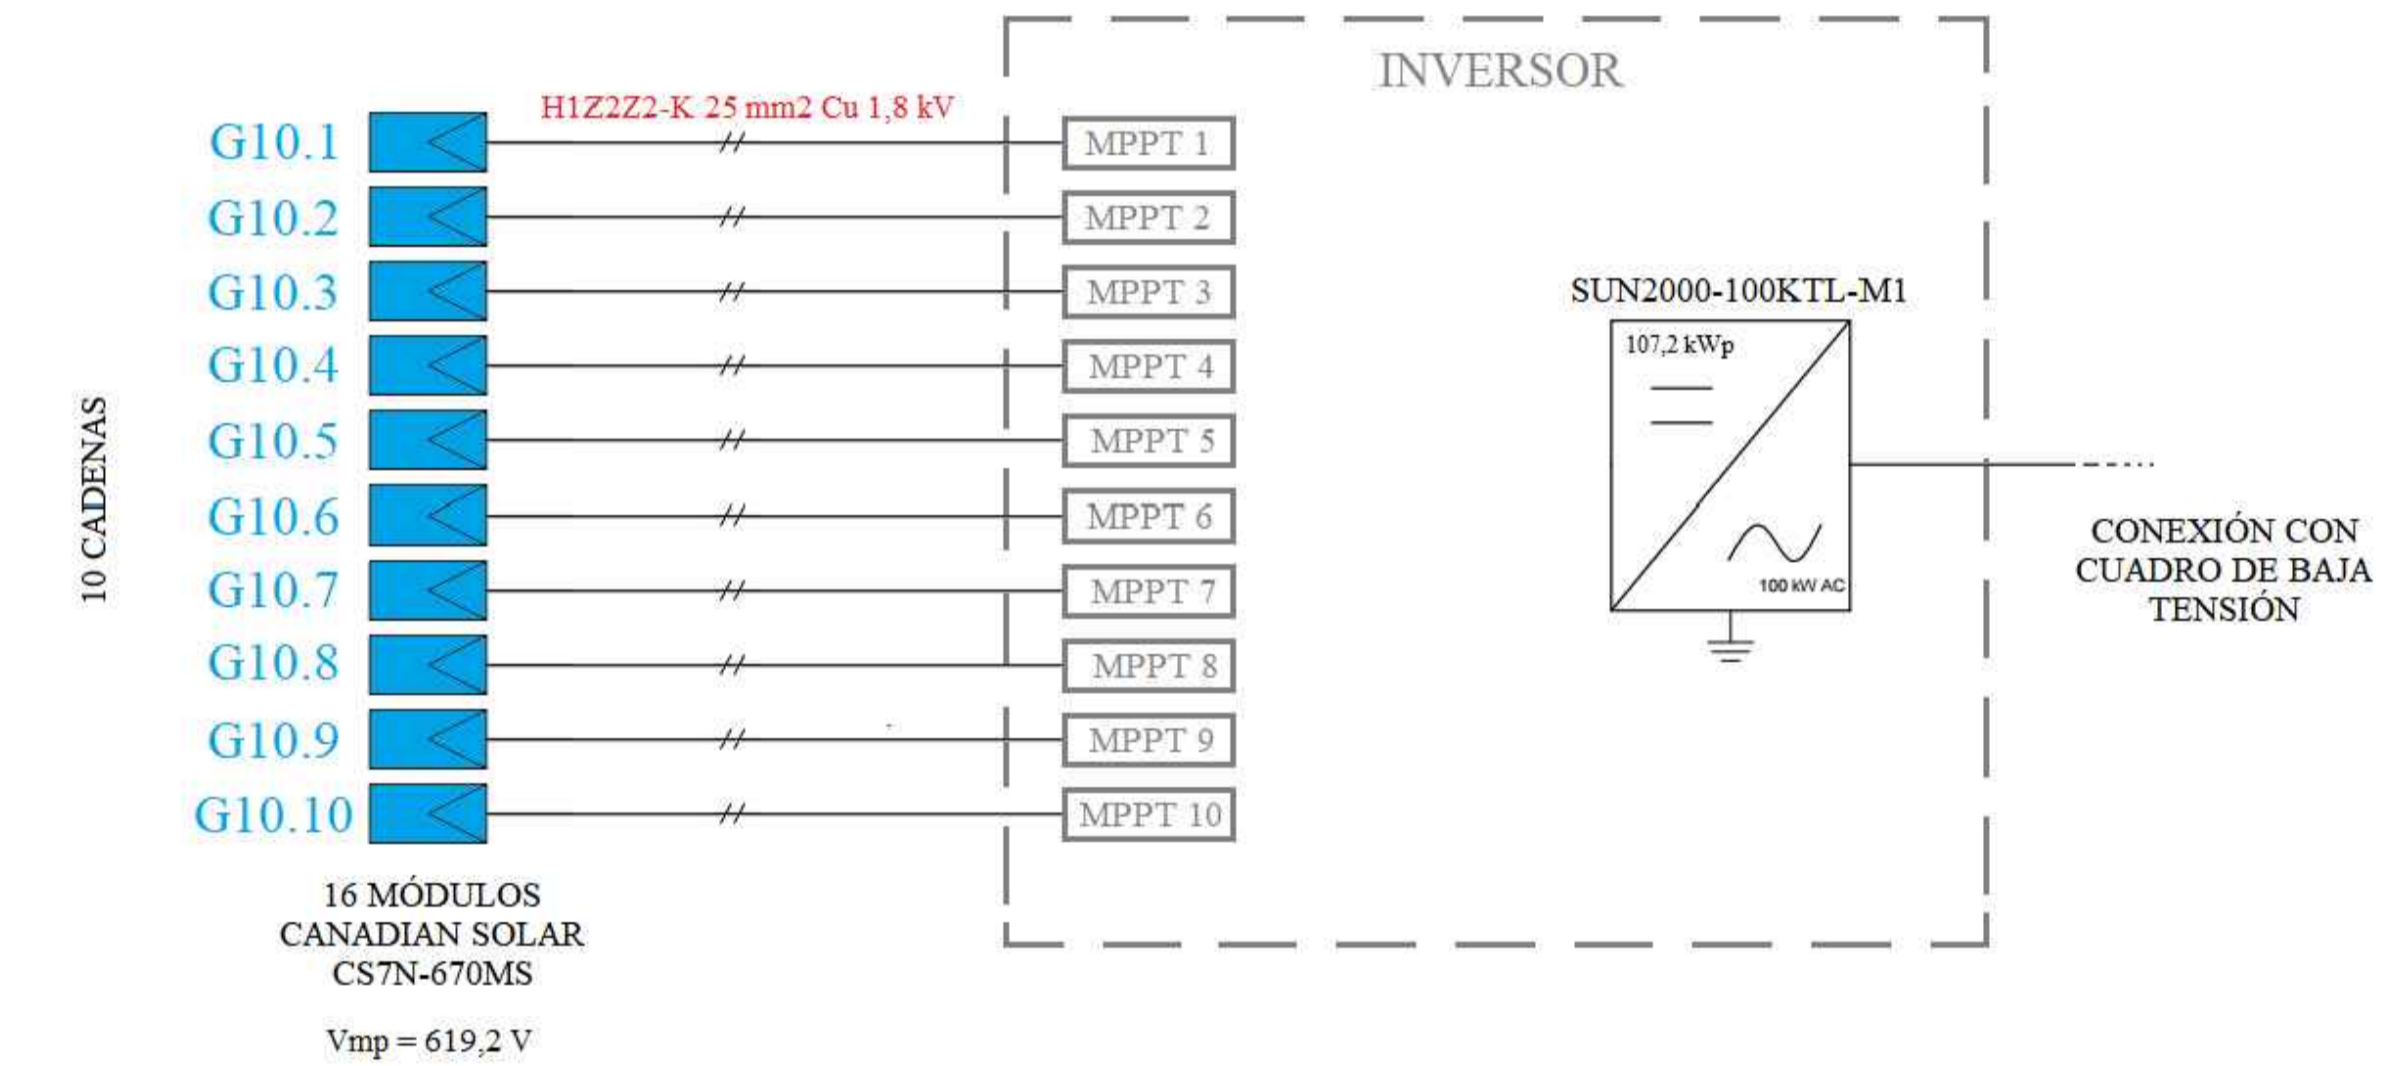 INVERSOR
H1Z2Z2-K 25 mm2 Cu 1,8 kV
G10.1
MPPT 1
G10.2
MPPT 2
G10.3
MPPT 3
G10.4
MPPT 4
G10.5
MPPT 5
G10.6
MPPT 6
G10.7
MPPT 7
G10.8
MPPT 8
G10.9
MPPT 9
G10.10
MPPT 10
10 CADENAS
16 MÓDULOS
CANADIAN SOLAR
CS7N-670MS
Vmp = 619,2 V
SUN2000-100KTL-M1
107,2 kWp
100 kW AC
CONEXIÓN CON
CUADRO DE BAJA
TENSIÓN